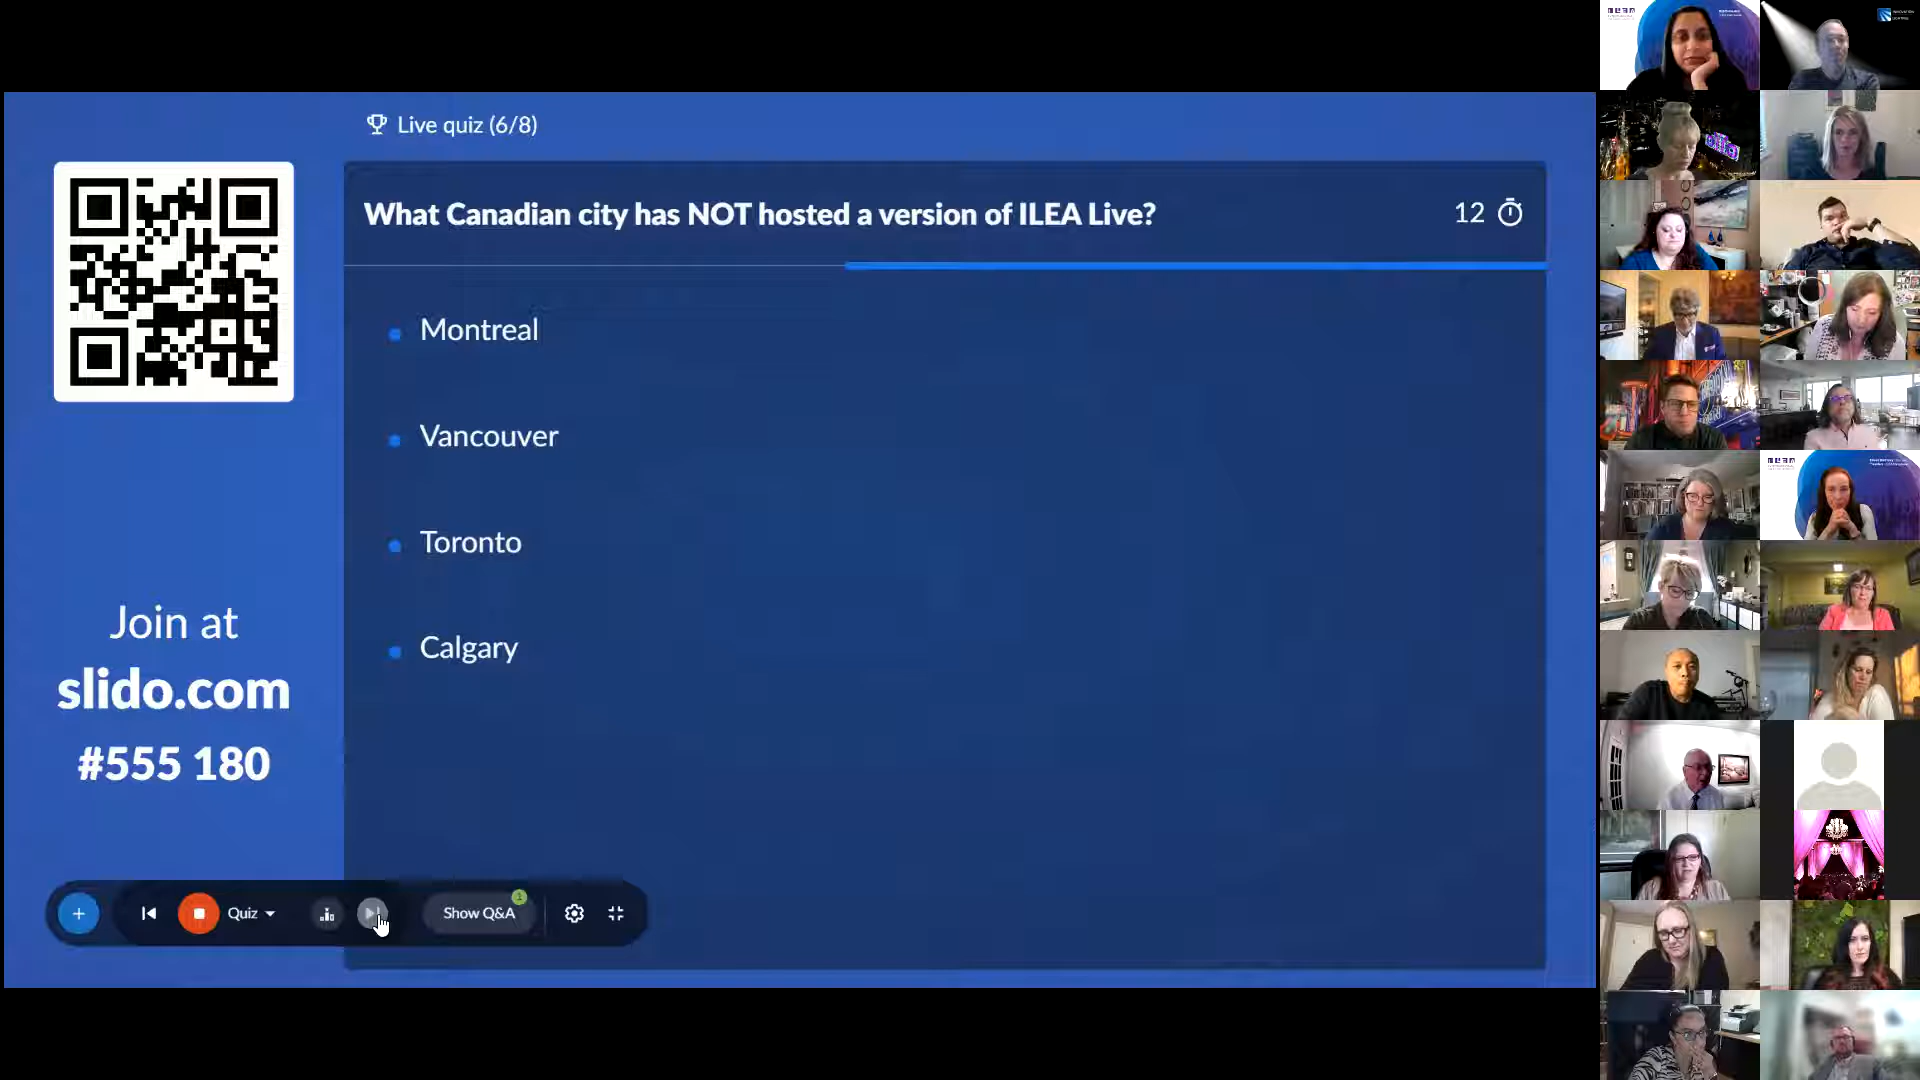 Live quiz (6/8)
What Canadian city has NOT hosted a version of ILEA Live?
12
Montreal
Vancouver
Toronto
Calgary
Join at
slido.com
#555 180
Quiz
Show Q&A
1